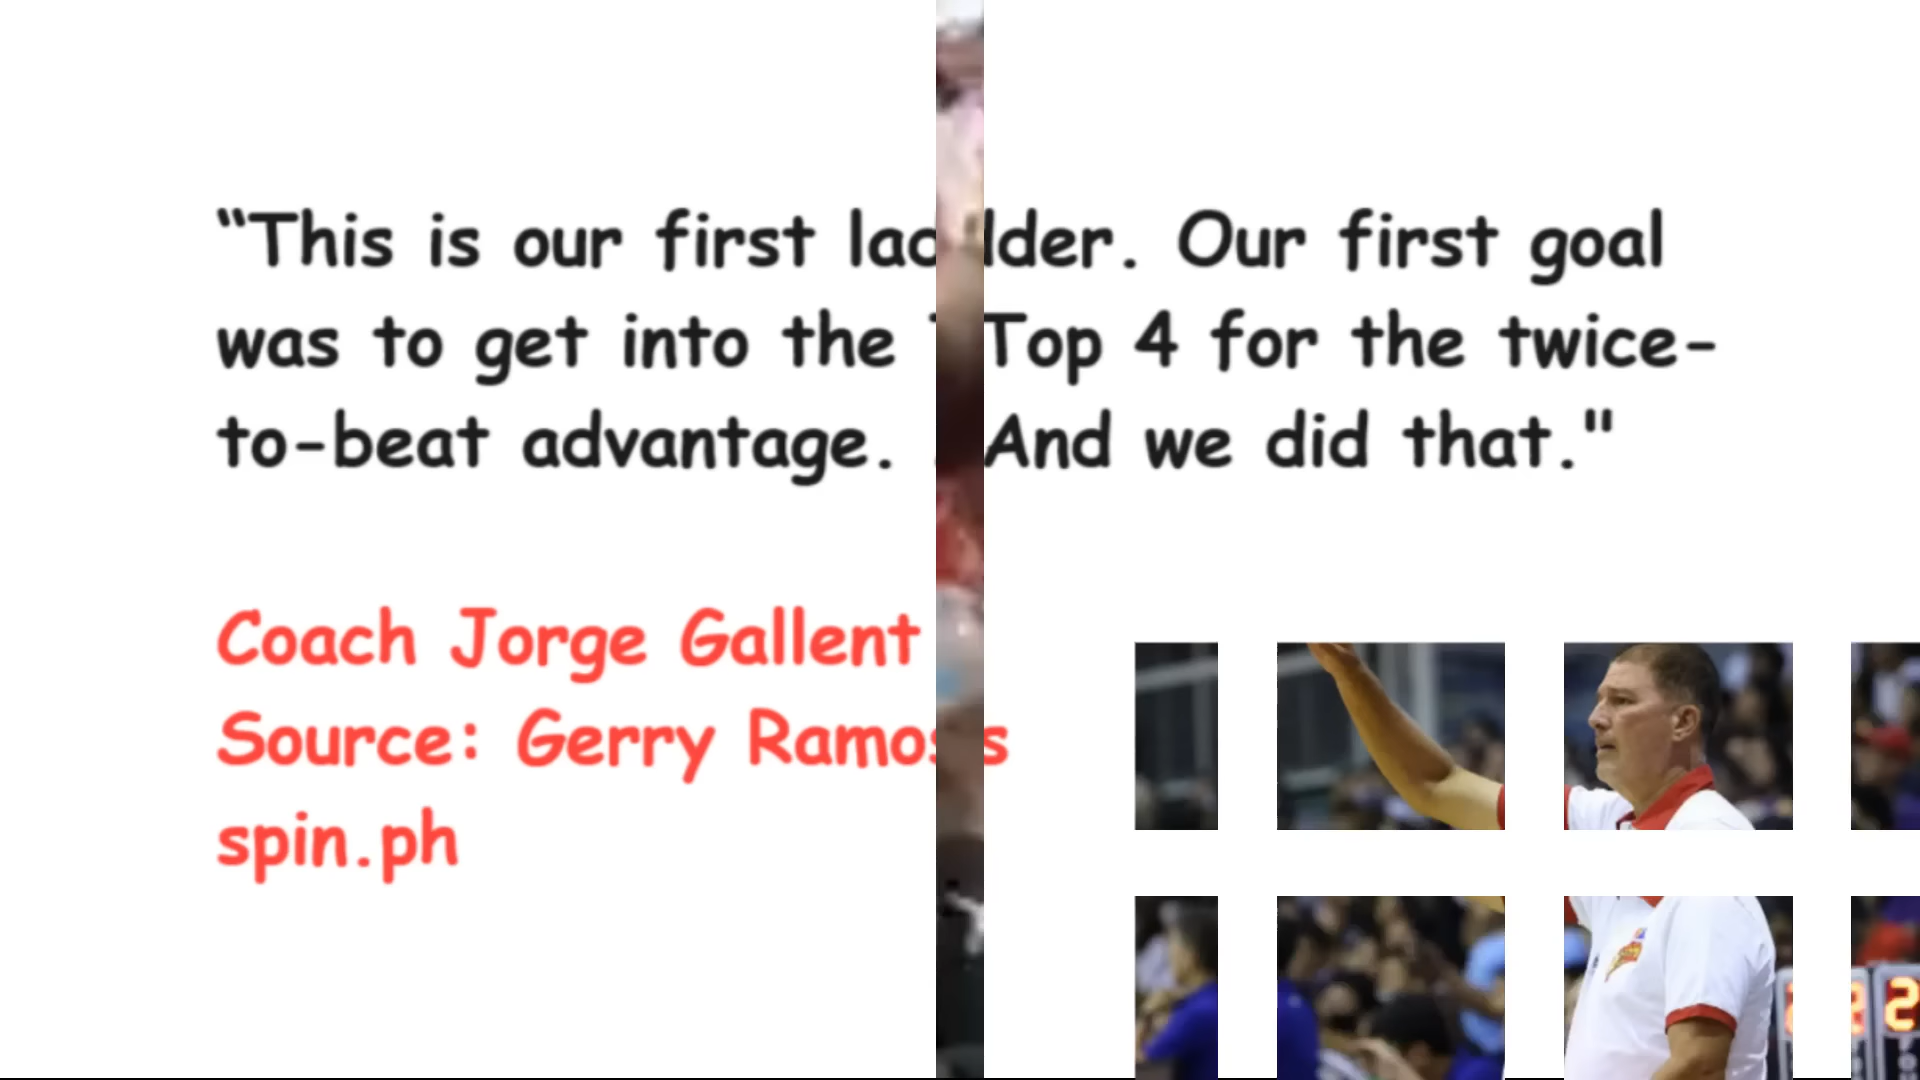 “This is our first ladder. Our first goal
was to get into the Top 4 for the twice-
to-beat advantage. And we did that."
Coach Jorge Gallent
Source: Gerry Ramos
spin.ph